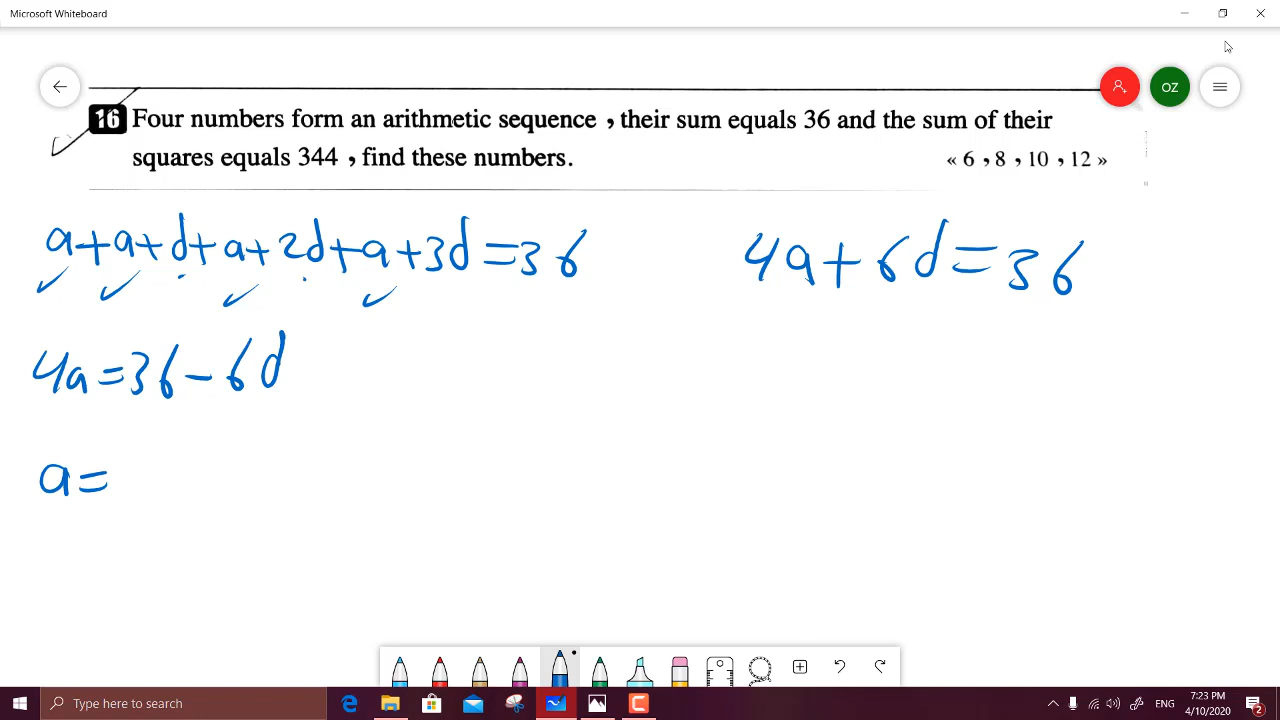 Microsoft Whiteboard
OZ
16 Four numbers form an arithmetic sequence , their sum equals 36 and the sum of their
squares equals 344 , find these numbers. « 6 , 8 , 10 , 12 »
a+a+d+a+2d+a+3d=36
4a+6d=36
4a=36-6d
a=
Type here to search
ENG
7:23 PM
4/10/2020
2